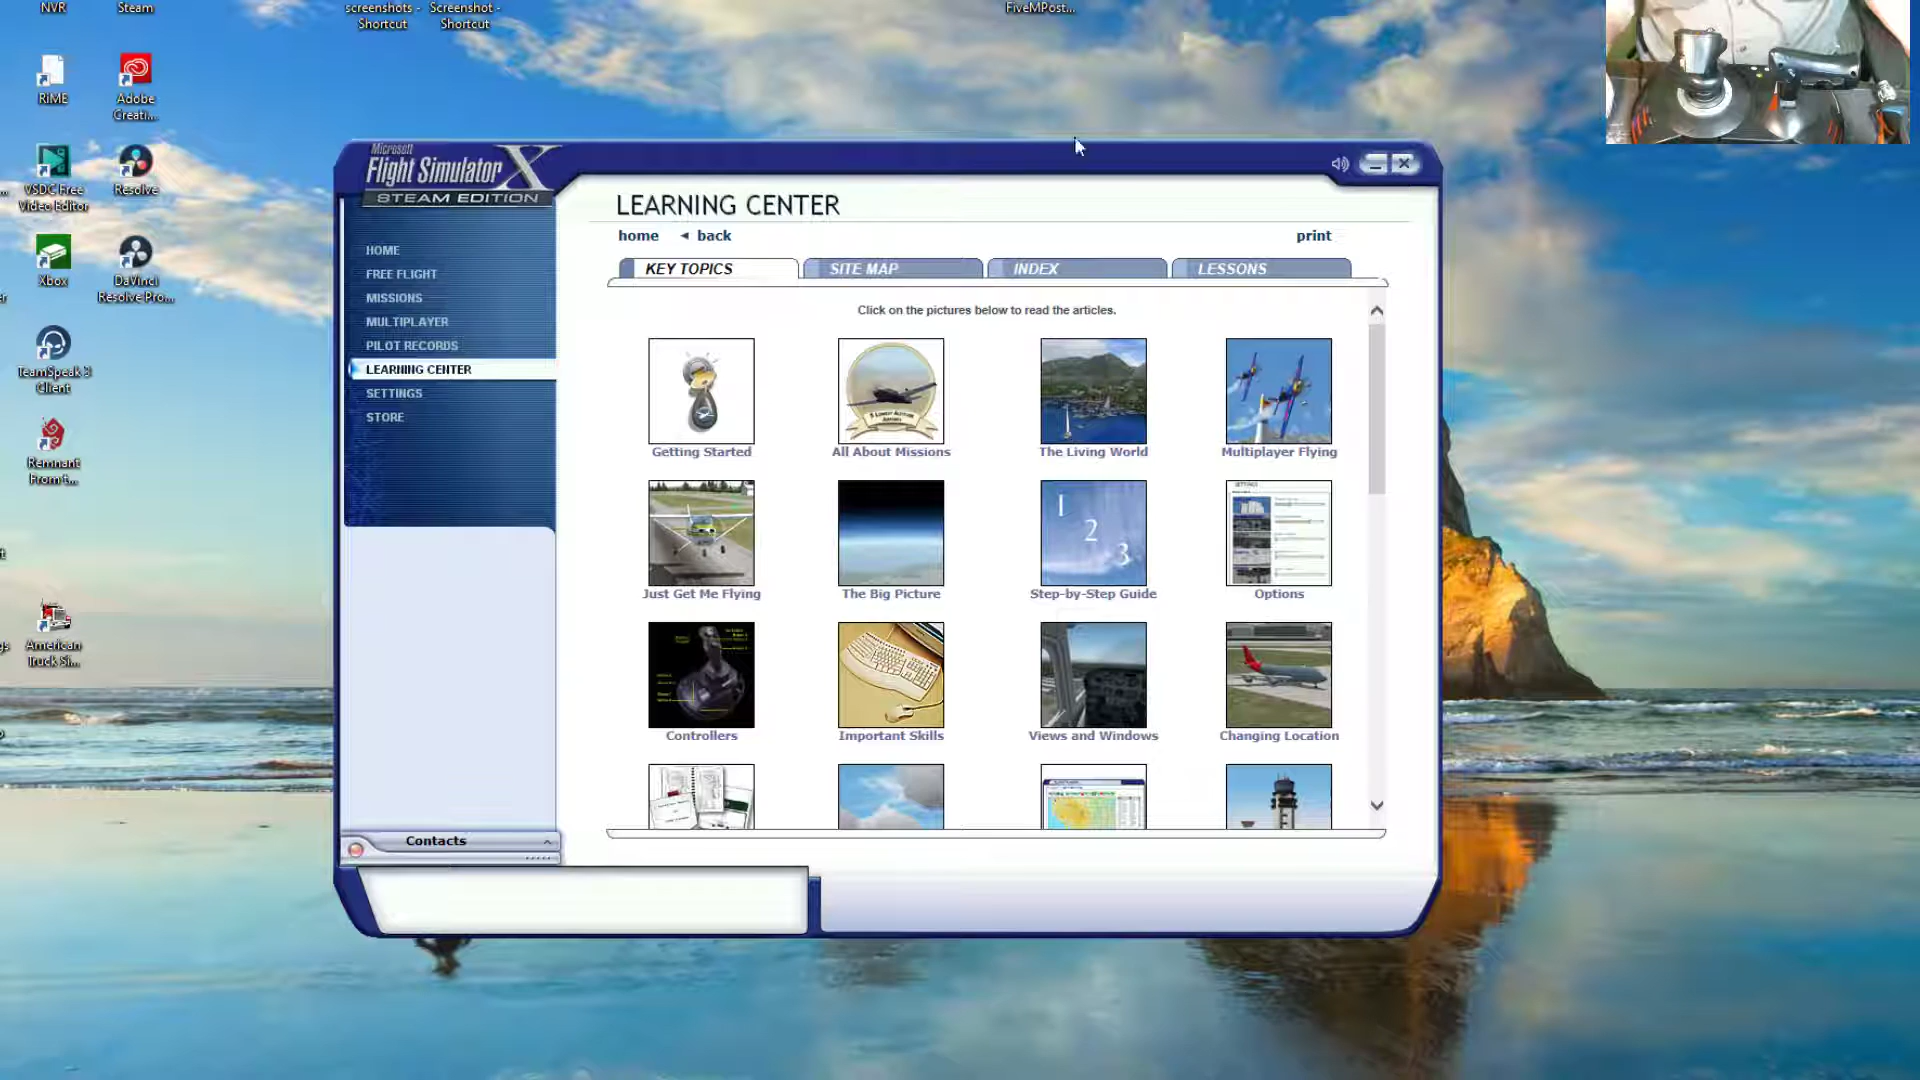 NVR
Steam
screenshots -
Shortcut
Screenshot -
Shortcut
FiveMPost...
RiME
Adobe
Creati...
VSDC Free
Video Editor
Resolve
Xbox
DaVinci
Resolve Pro...
TeamSpeak 3
Client
Remnant
From t...
American
Truck Si...
Microsoft
Flight Simulator X
STEAM EDITION
HOME
FREE FLIGHT
MISSIONS
MULTIPLAYER
PILOT RECORDS
LEARNING CENTER
SETTINGS
STORE
Contacts
LEARNING CENTER
home ◄ back print
KEY TOPICS SITE MAP INDEX LESSONS
Click on the pictures below to read the articles.
Getting Started
All About Missions
The Living World
Multiplayer Flying
1
2
3
SETTINGS
Just Get Me Flying
The Big Picture
Step-by-Step Guide
Options
Controllers
Important Skills
Views and Windows
Changing Location